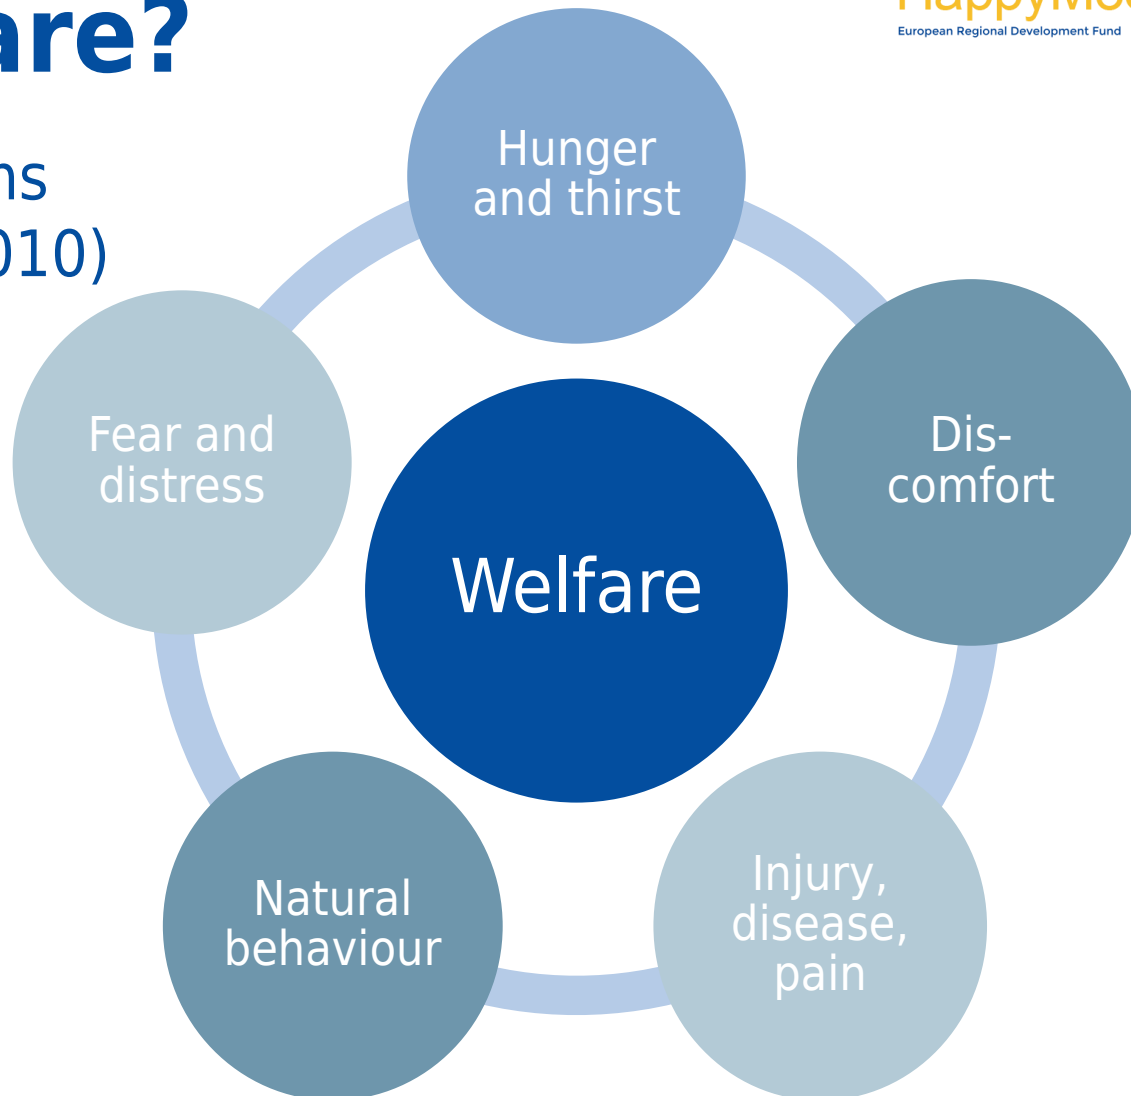 are?
European Regional Development Fund
Hunger
and thirst
010)
Fear and
distress
Dis-
comfort
Welfare
Natural
behaviour
Injury,
disease,
pain